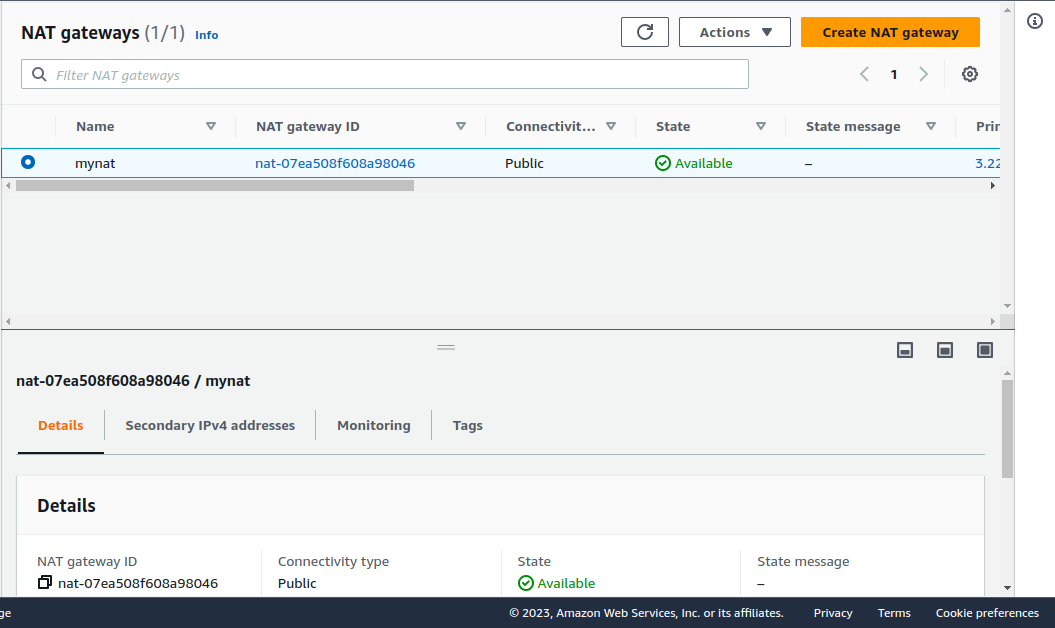 NAT gateways (1/1) Info
Actions
Create NAT gateway
Filter NAT gateways
1
Name NAT gateway ID Connectivit... State State message
mynat nat-07ea508f608a98046 Public Available – 3.22
nat-07ea508f608a98046 / mynat
Details Secondary IPv4 addresses Monitoring Tags
Details
NAT gateway ID Connectivity type State State message
nat-07ea508f608a98046 Public Available –
© 2023, Amazon Web Services, Inc. or its affiliates. Privacy Terms Cookie preferences